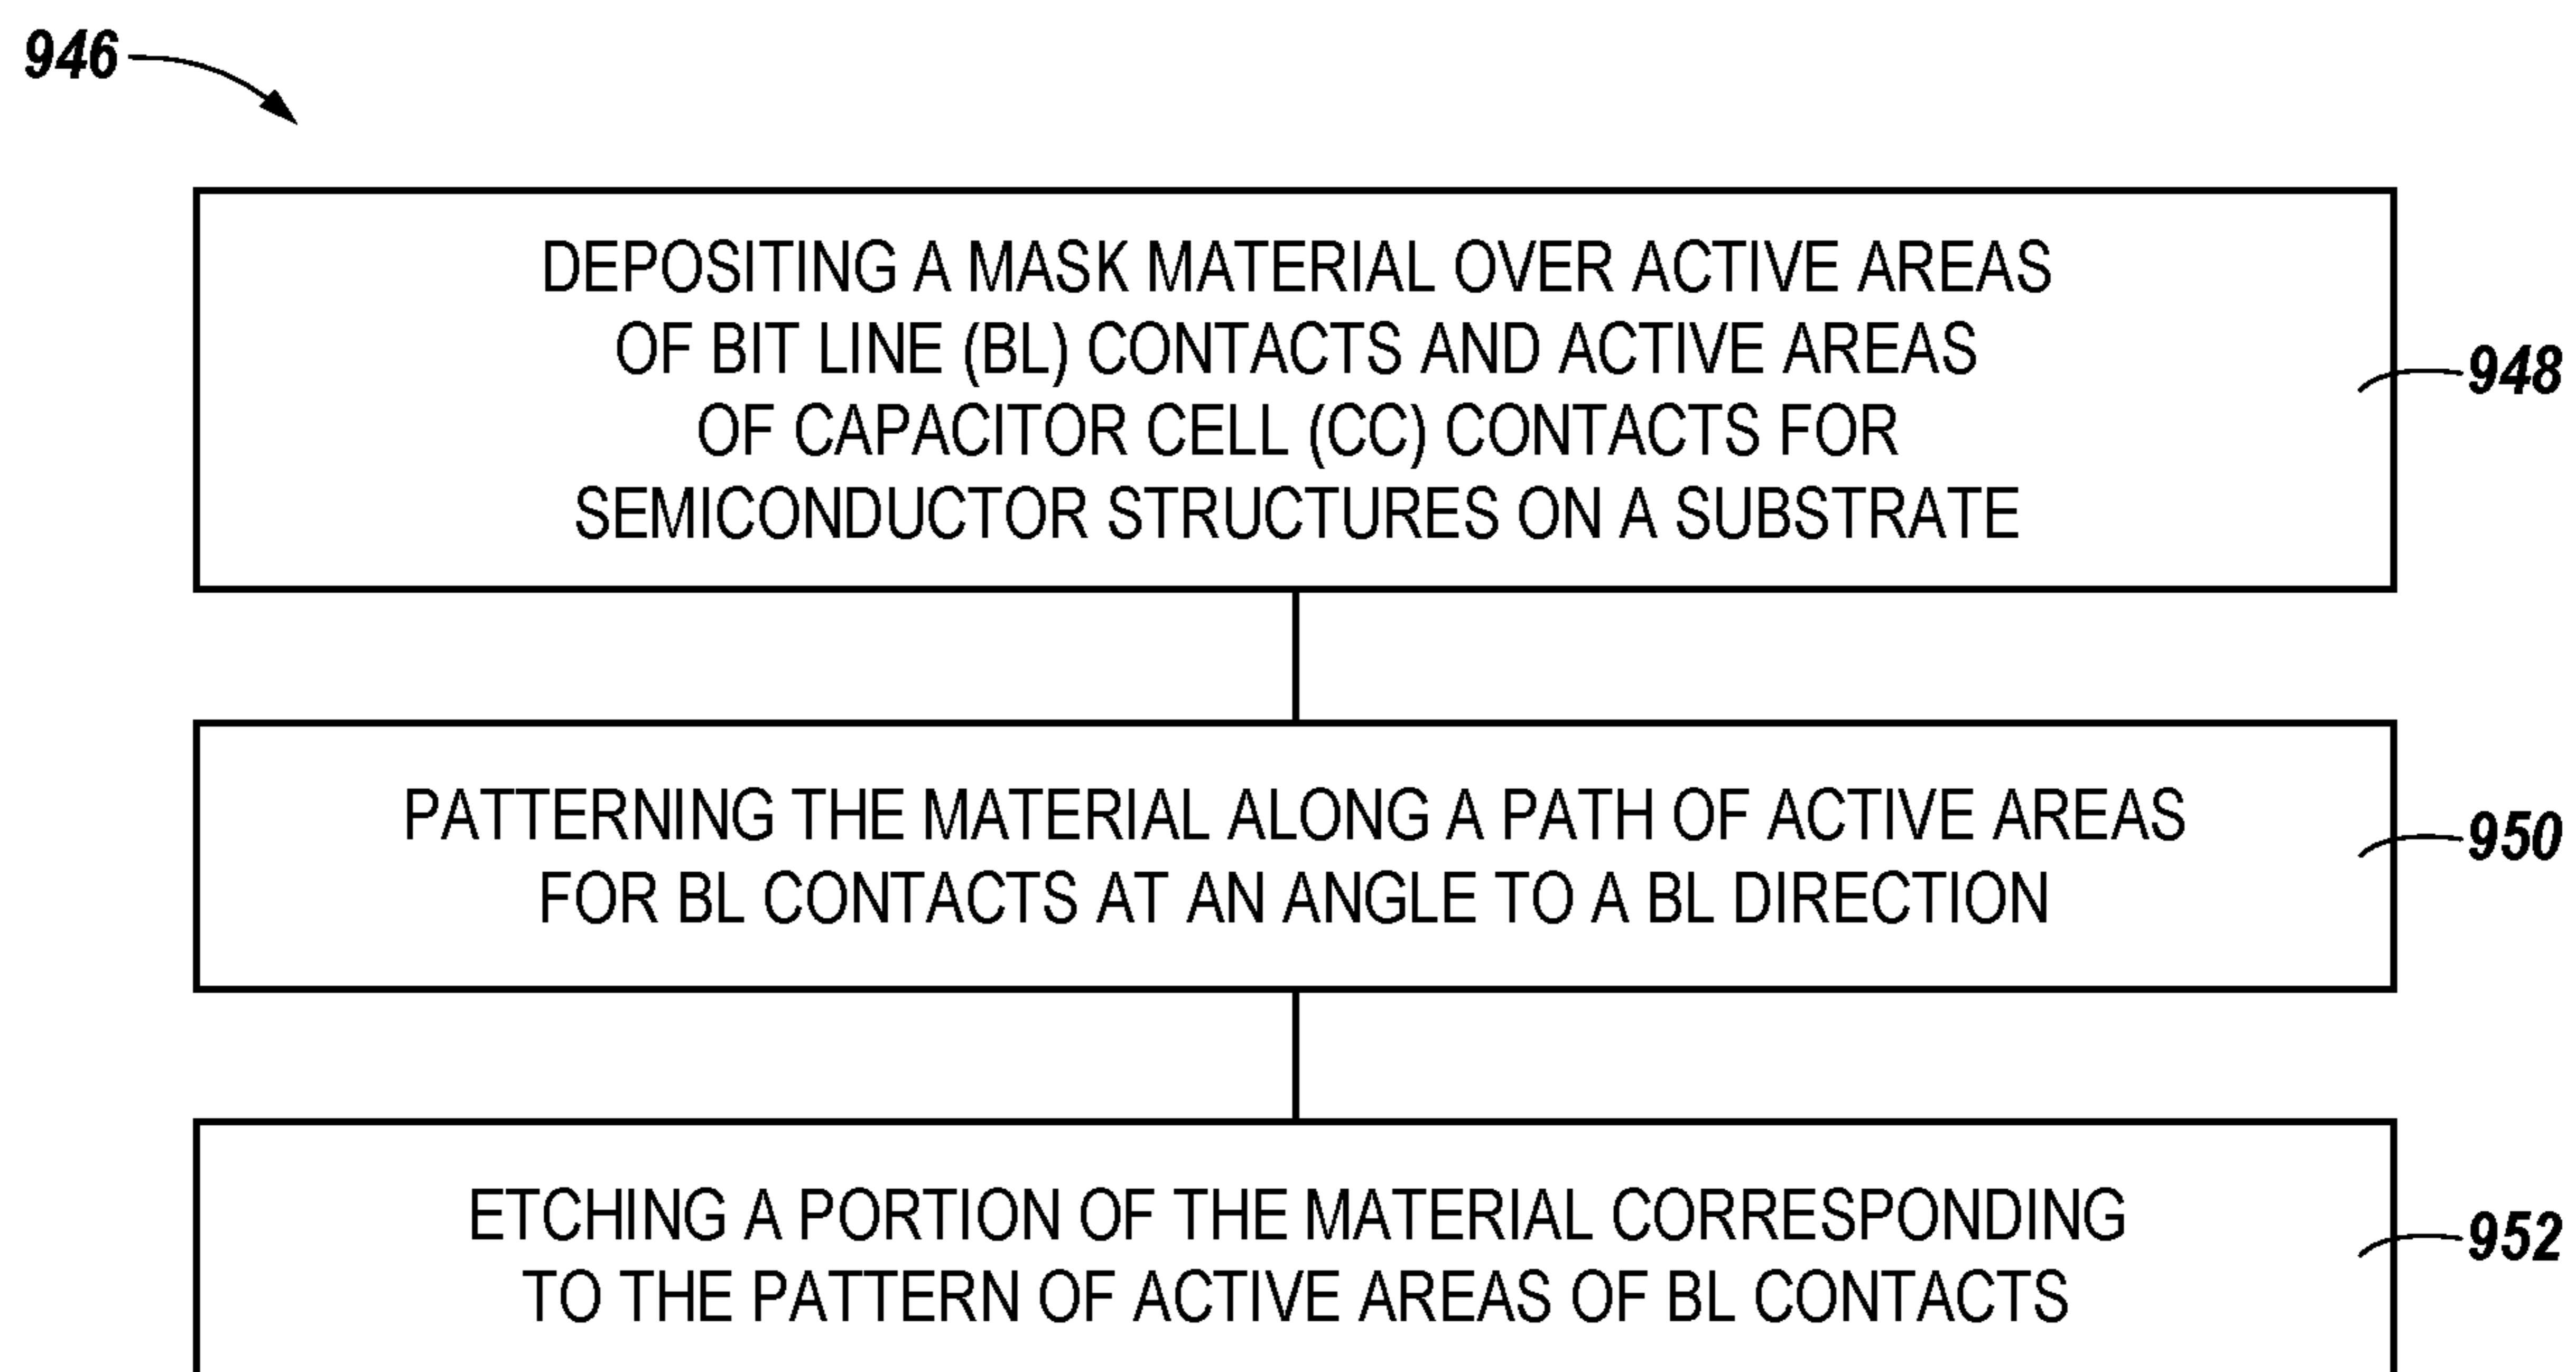 946
DEPOSITING A MASK MATERIAL OVER ACTIVE AREAS
OF BIT LINE (BL) CONTACTS AND ACTIVE AREAS
OF CAPACITOR CELL (CC) CONTACTS FOR
SEMICONDUCTOR STRUCTURES ON A SUBSTRATE
948
PATTERNING THE MATERIAL ALONG A PATH OF ACTIVE AREAS
FOR BL CONTACTS AT AN ANGLE TO A BL DIRECTION
950
ETCHING A PORTION OF THE MATERIAL CORRESPONDING
TO THE PATTERN OF ACTIVE AREAS OF BL CONTACTS
952